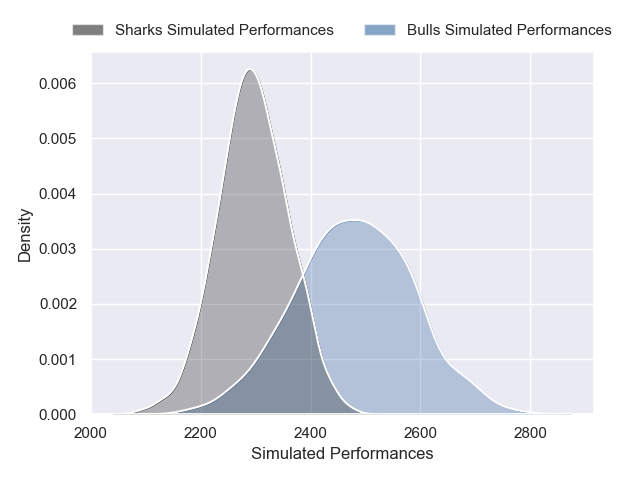 Sharks Simulated Performances Bulls Simulated Performances
0.006
0.005
0.004
0.003
0.002
0.001
0.000
Density
2000 2200 2400 2600 2800
Simulated Performances